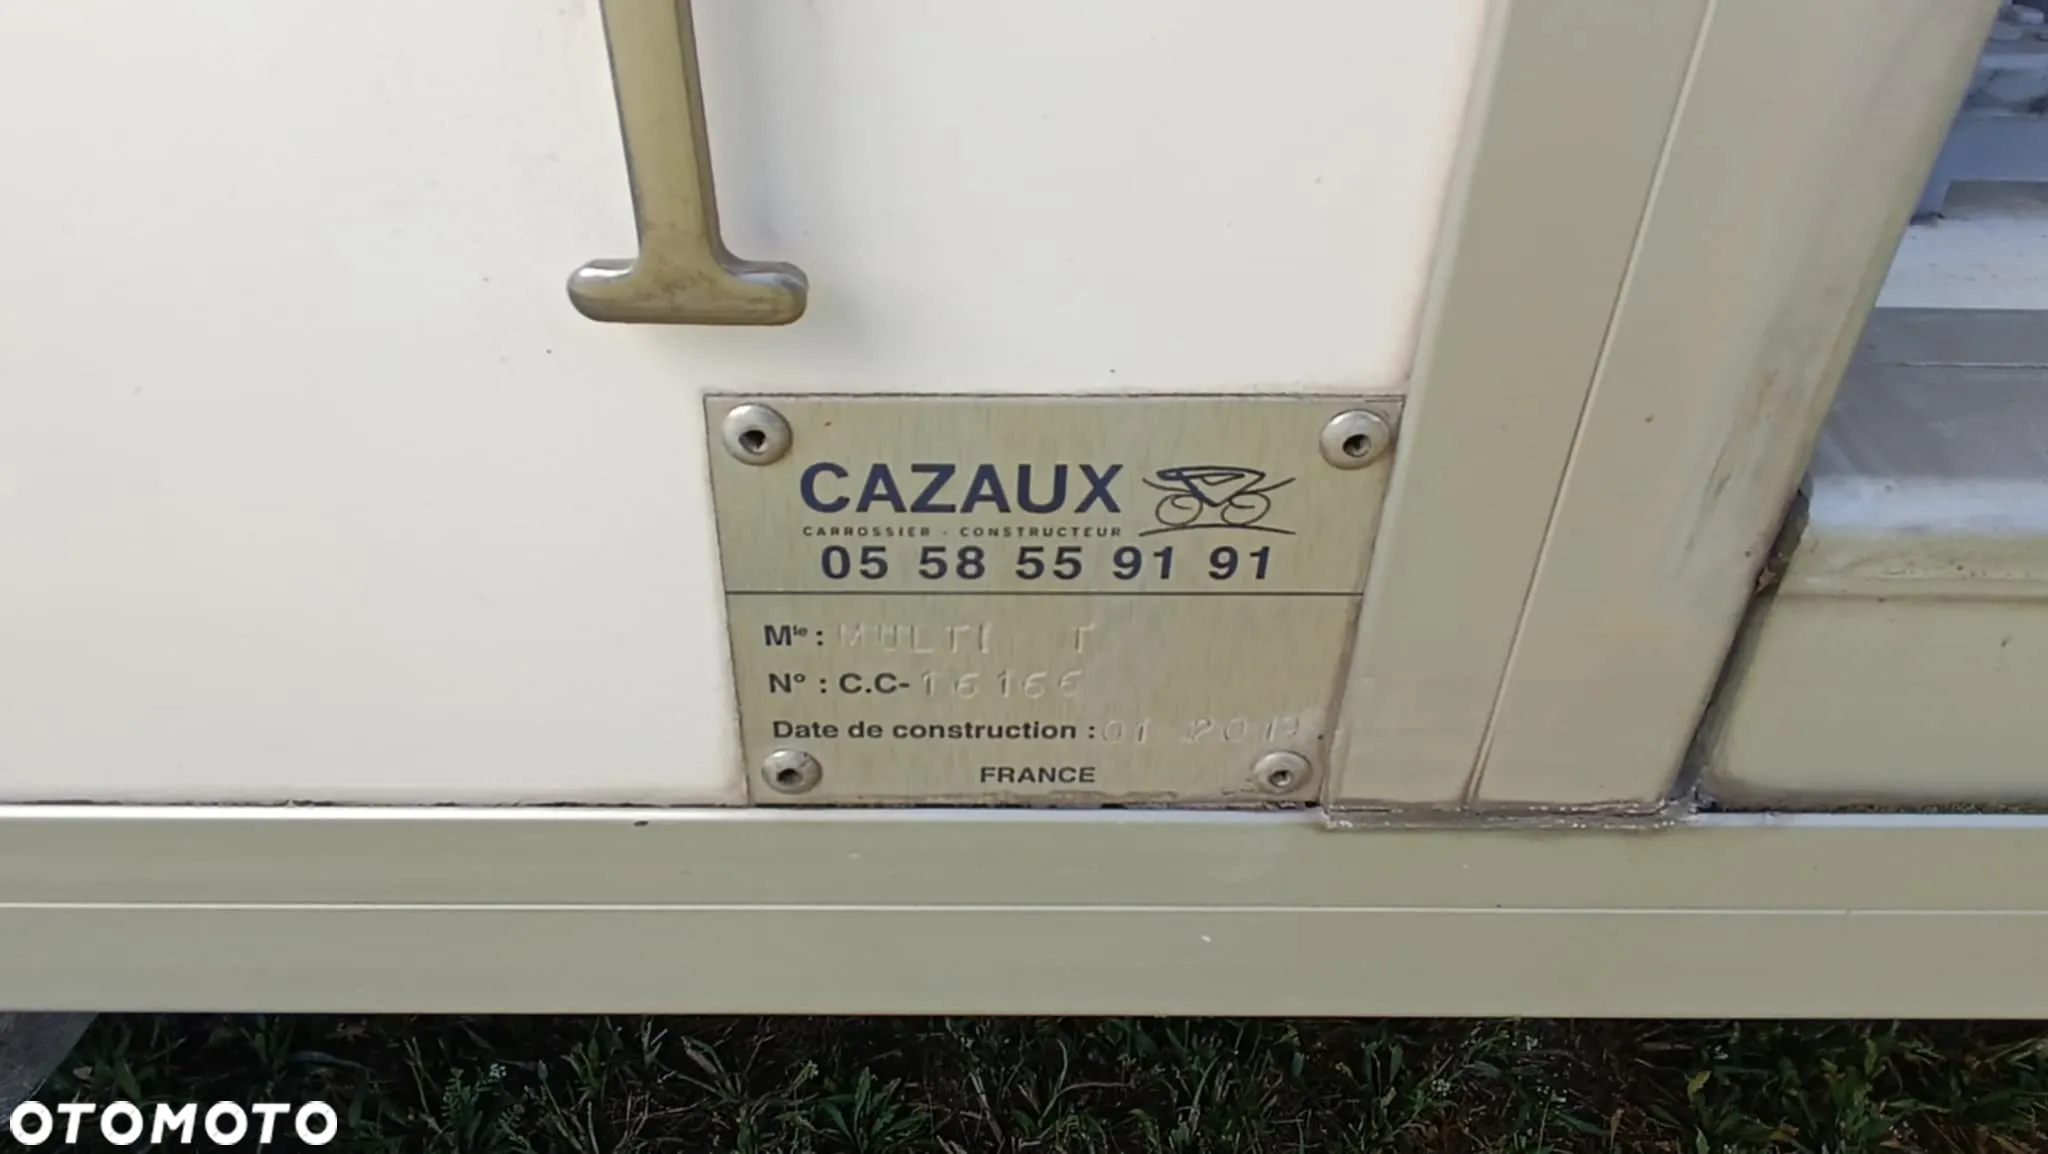 CAZAUX
CARROSSIER - CONSTRUCTEUR
05 58 55 91 91
Mle : MULTI T
N° : C.C-16166
Date de construction : 01
FRANCE
OTOMOTO